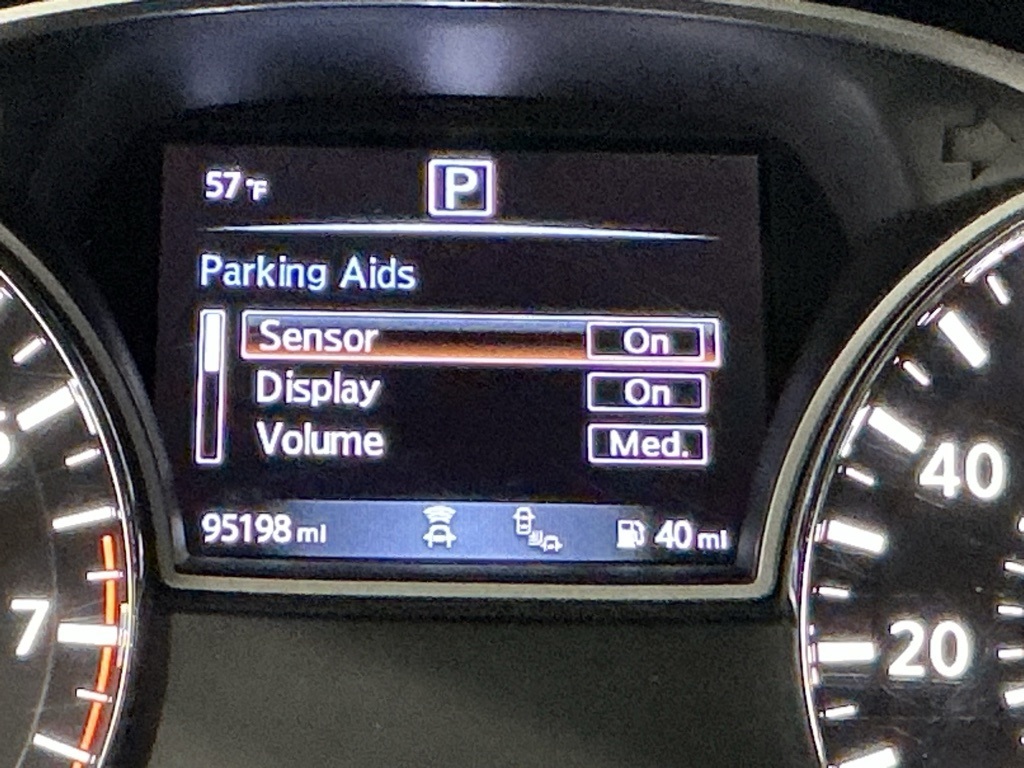 57°F P
Parking Aids
Sensor On
Display On
Volume Med.
95198 mi 40 mi
7
40
20